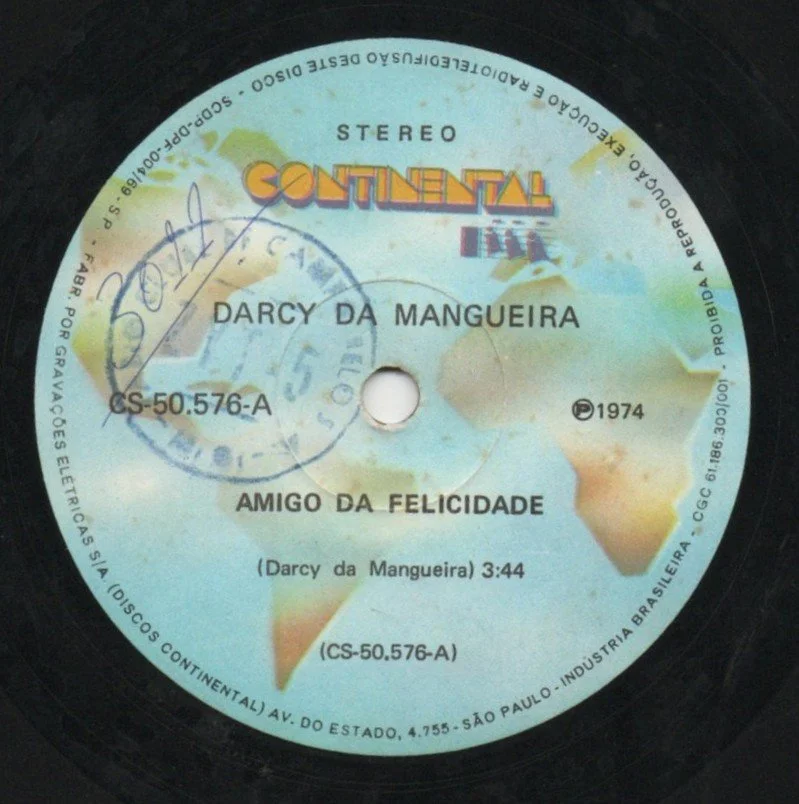 STEREO
CONTINENTAL
DARCY DA MANGUEIRA
CS-50.576-A
℗1974
AMIGO DA FELICIDADE
(Darcy da Mangueira) 3:44
(CS-50.576-A)
SCDP-DPF-004/69 - S.P. - FABR. POR GRAVAÇÕES ELÉTRICAS S/A. (DISCOS CONTINENTAL) AV. DO ESTADO, 4.755 - SÃO PAULO - INDÚSTRIA BRASILEIRA - CGC 61.186.300/001 - PROIBIDA A REPRODUÇÃO, EXECUÇÃO E RADIOTELEDIFUSÃO DESTE DISCO -